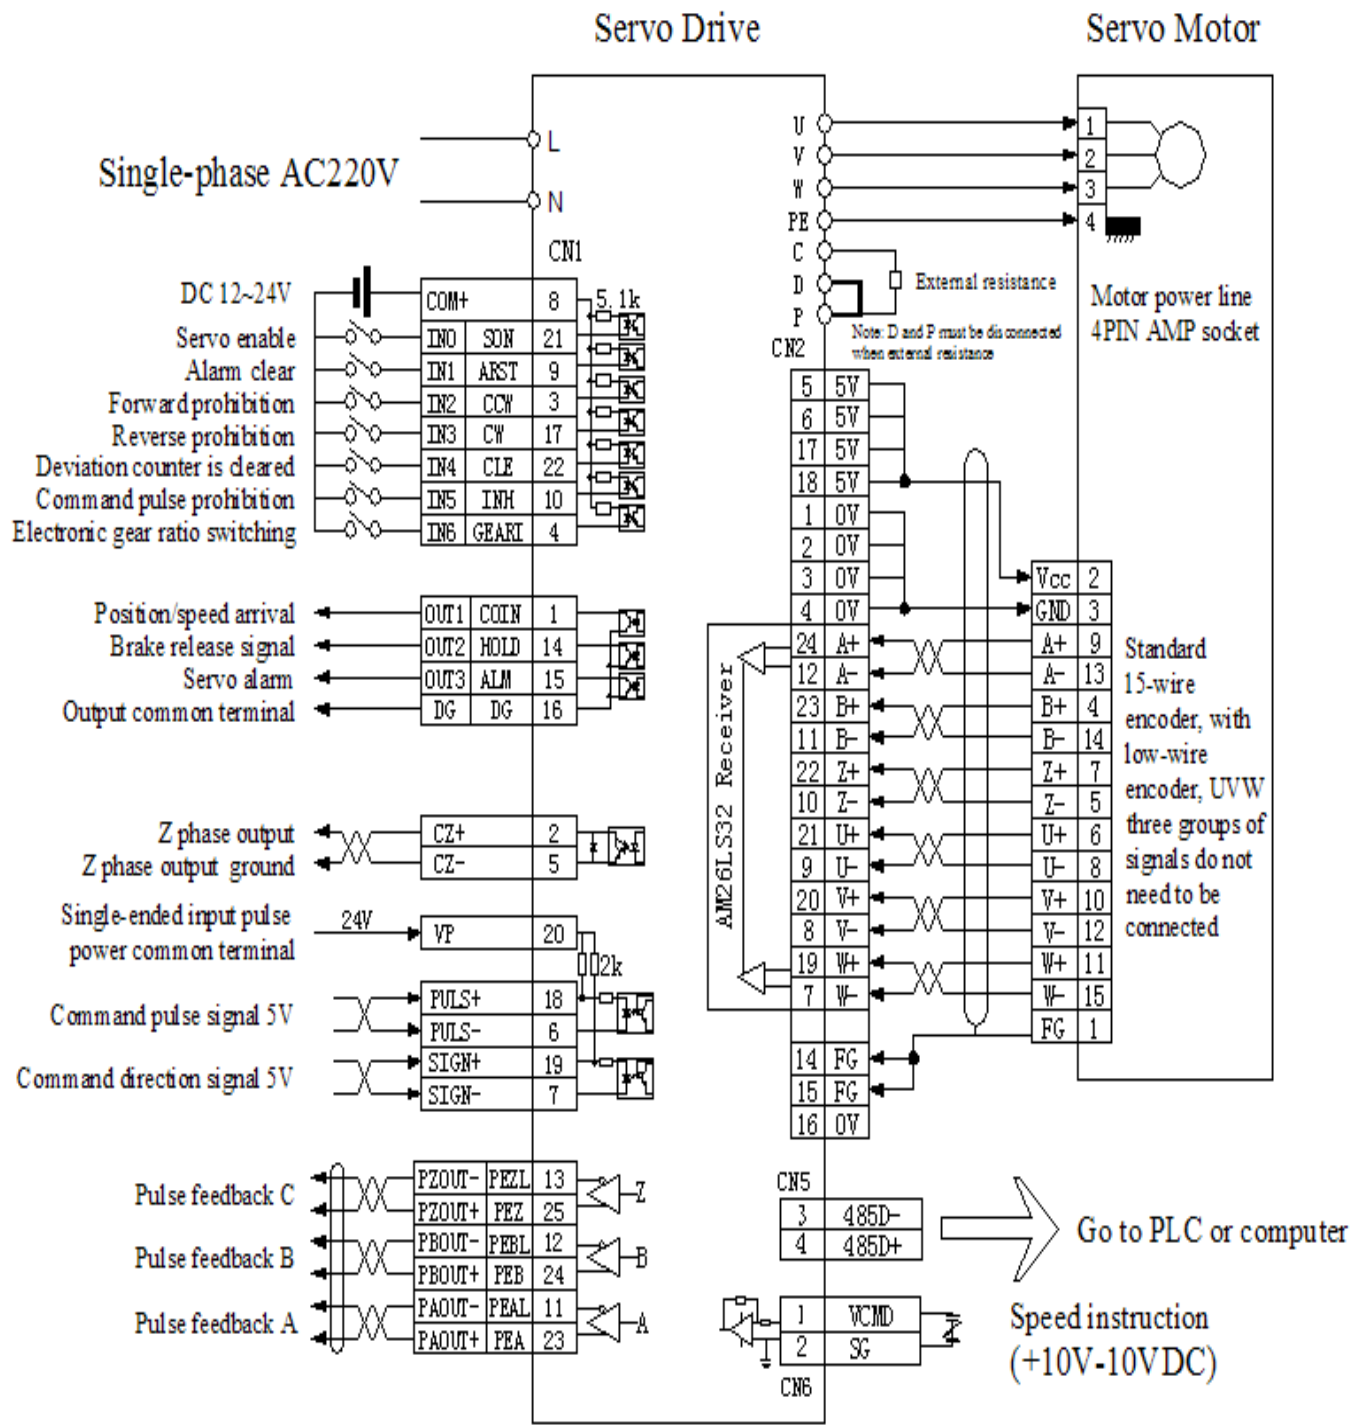 Servo Drive
Servo Motor
Single-phase AC220V
L
N
U
V
W
PE
C
D
P
1
2
3
4
External resistance
Note: D and P must be disconnected
when external resistance
Motor power line
4PIN AMP socket
CN1
DC 12~24V COM+ 8 5.1k
Servo enable IN0 SON 21
Alarm clear IN1 ARST 9
Forward prohibition IN2 CCW 3
Reverse prohibition IN3 CW 17
Deviation counter is cleared IN4 CLE 22
Command pulse prohibition IN5 INH 10
Electronic gear ratio switching IN6 GEAR1 4
Position/speed arrival OUT1 COIN 1
Brake release signal OUT2 HOLD 14
Servo alarm OUT3 ALM 15
Output common terminal DG DG 16
Z phase output CZ+ 2
Z phase output ground CZ- 5
Single-ended input pulse
power common terminal
24V VP 20
2k
Command pulse signal 5V
PULS+ 18
PULS- 6
Command direction signal 5V
SIGN+ 19
SIGN- 7
Pulse feedback C
PZOUT- PEZL 13
PZOUT+ PEZ 25
Z
Pulse feedback B
PBOUT- PEBL 12
PBOUT+ PEB 24
B
Pulse feedback A
PAOUT- PEAL 11
PAOUT+ PEA 23
A
CN2
5 5V
6 5V
17 5V
18 5V
1 0V
2 0V
3 0V
4 0V
24 A+
12 A-
23 B+
11 B-
22 Z+
10 Z-
21 U+
9 U-
20 V+
8 V-
19 W+
7 W-
14 FG
15 FG
16 0V
AM26LS32 Receiver
Vcc 2
GND 3
A+ 9
A- 13
B+ 4
B- 14
Z+ 7
Z- 5
U+ 6
U- 8
V+ 10
V- 12
W+ 11
W- 15
FG 1
Standard
15-wire
encoder, with
low-wire
encoder, UVW
three groups of
signals do not
need to be
connected
CN5
3 485D-
4 485D+
Go to PLC or computer
1 VCMD
2 SG
CN6
Speed instruction
(+10V-10VDC)